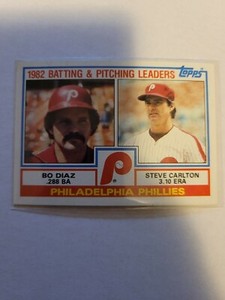 1982 BATTING & PITCHING LEADERS
TOPPS
P
P
BO DIAZ
.288 BA
P
STEVE CARLTON
3.10 ERA
PHILADELPHIA PHILLIES